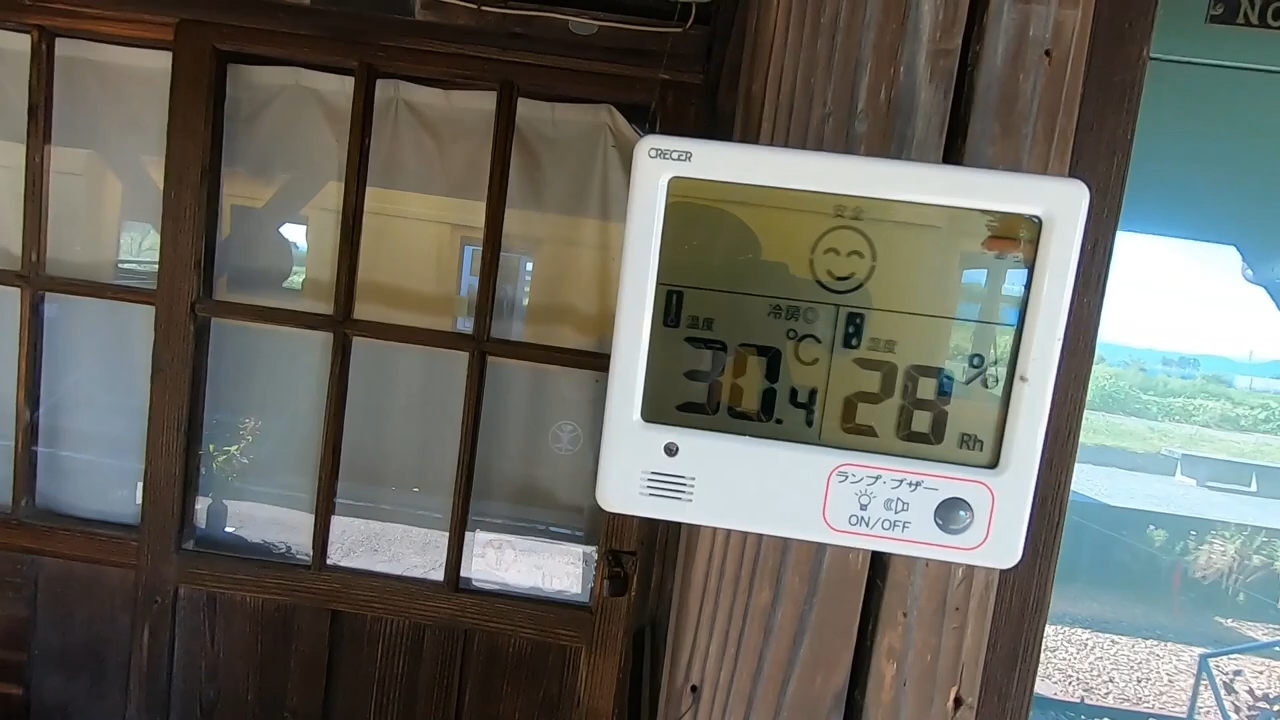 CRECER
安全
冷房◎
温度
30.4℃
湿度
28%
Rh
ランプ・ブザー
ON/OFF